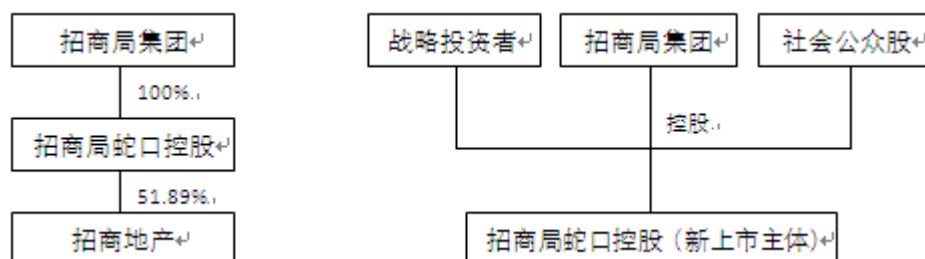 招商局集团
100%
招商局蛇口控股
51.89%
招商地产
战略投资者
招商局集团
社会公众股
控股
招商局蛇口控股（新上市主体）